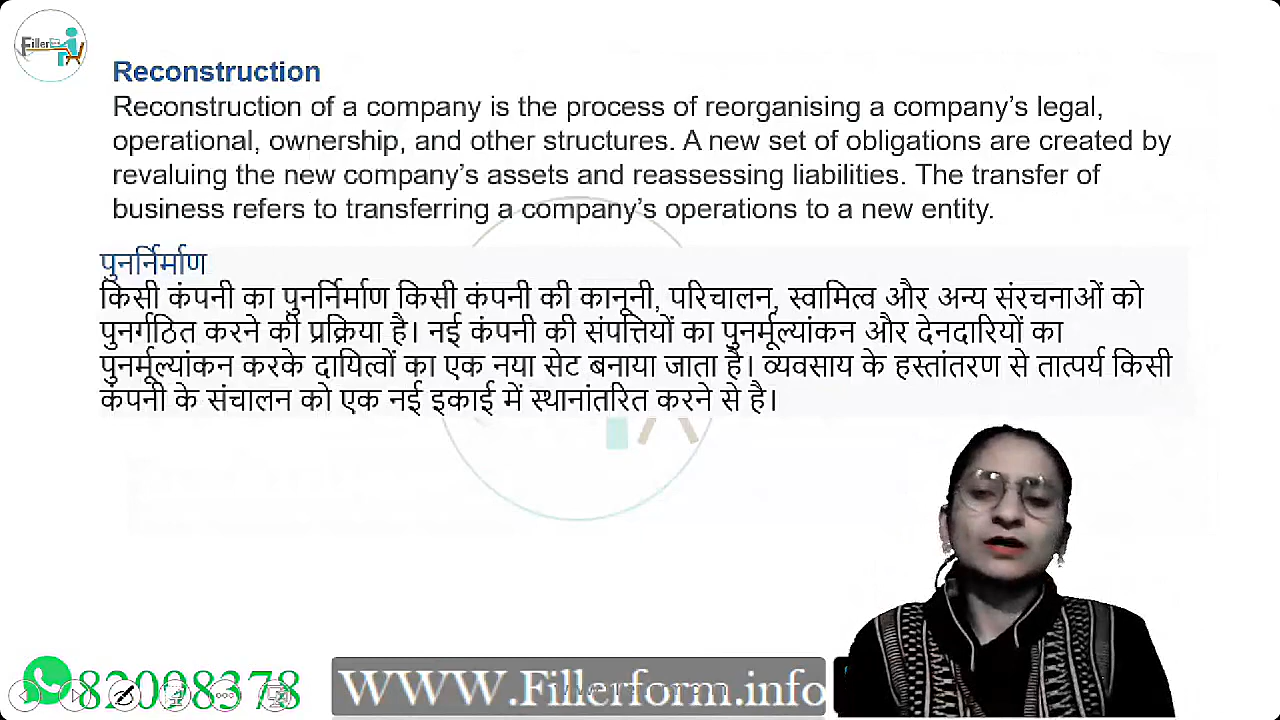 Filler
Reconstruction
Reconstruction of a company is the process of reorganising a company's legal,
operational, ownership, and other structures. A new set of obligations are created by
revaluing the new company's assets and reassessing liabilities. The transfer of
business refers to transferring a company's operations to a new entity.
पुनर्निर्माण
किसी कंपनी का पुनर्निर्माण किसी कंपनी की कानूनी, परिचालन, स्वामित्व और अन्य संरचनाओं को
पुनर्गठित करने की प्रक्रिया है। नई कंपनी की संपत्तियों का पुनर्मूल्यांकन और देनदारियों का
पुनर्मूल्यांकन करके दायित्वों का एक नया सेट बनाया जाता है। व्यवसाय के हस्तांतरण से तात्पर्य किसी
कंपनी के संचालन को एक नई इकाई में स्थानांतरित करने से है।
82098378
WWW.Fillerform.info